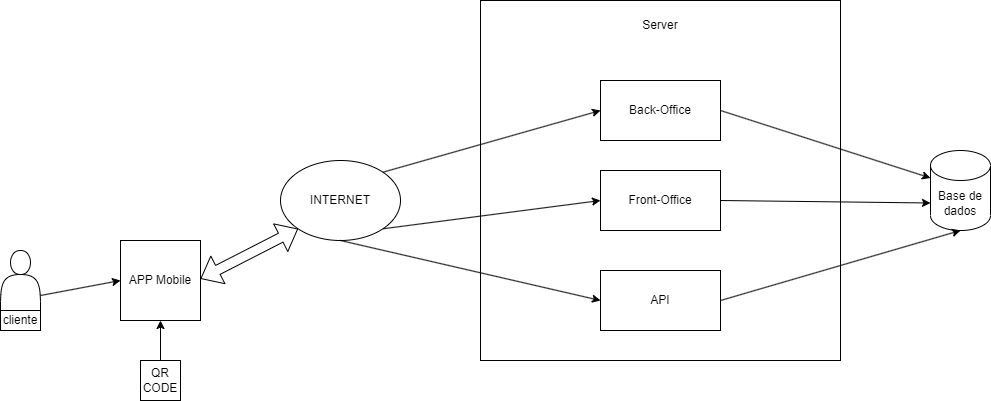 Server
Back-Office
INTERNET
Front-Office
Base de
dados
APP Mobile
API
cliente
QR
CODE